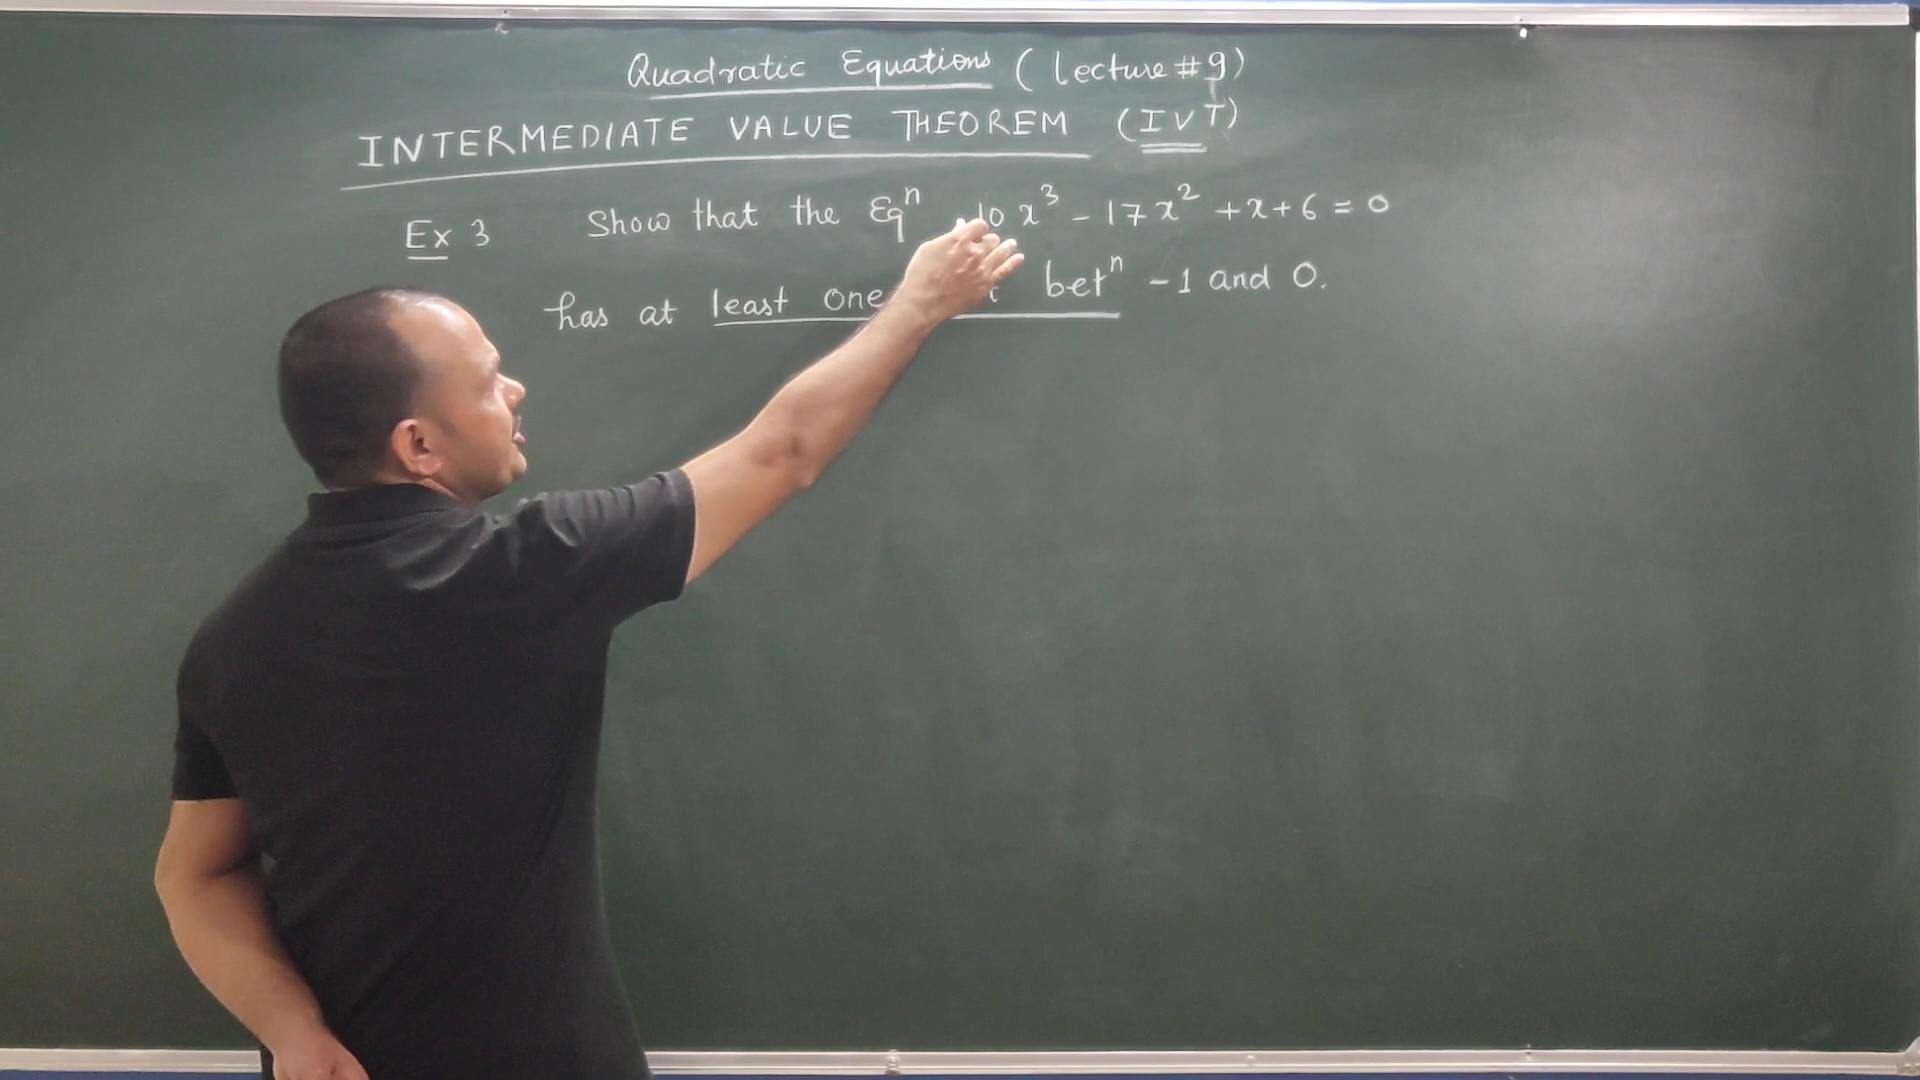 Quadratic Equations (Lecture #9)
INTERMEDIATE VALUE THEOREM (IVT)
Ex 3 Show that the Eqⁿ 10x³ - 17x² + x + 6 = 0
has at least one betⁿ -1 and 0.